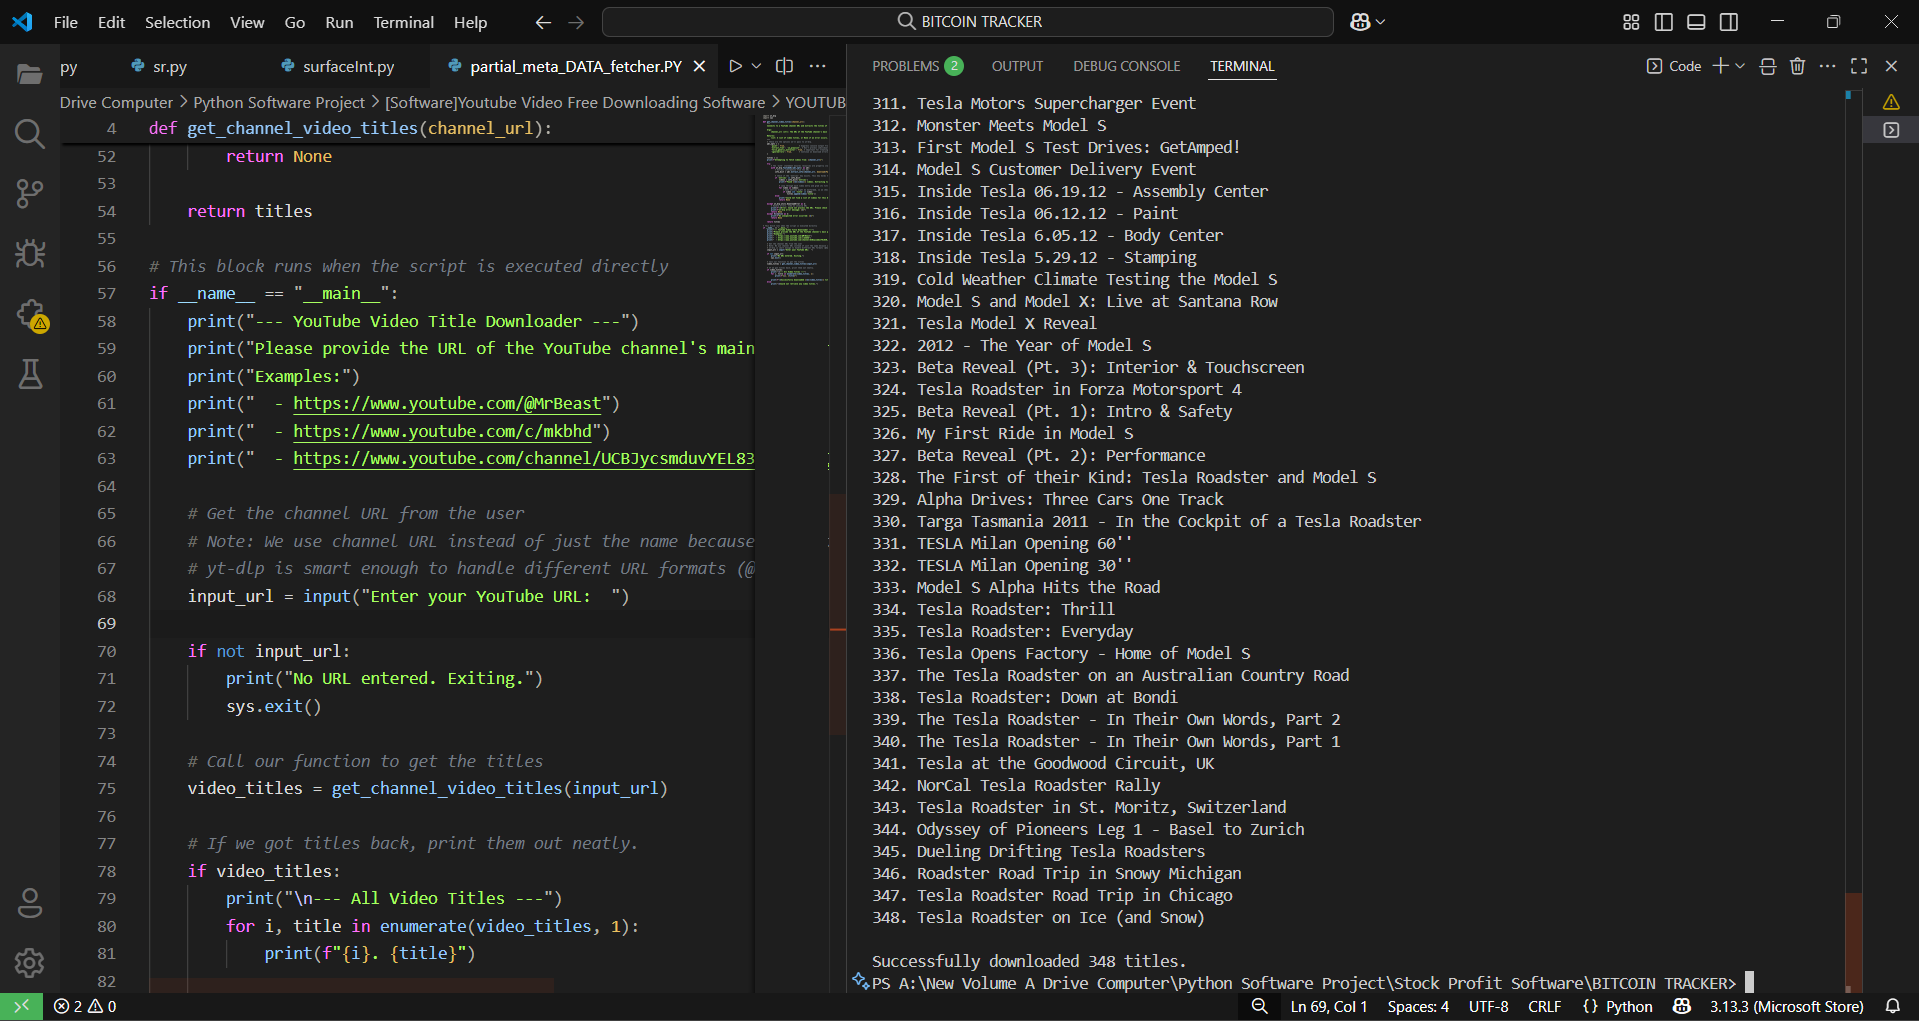 File Edit Selection View Go Run Terminal Help
BITCOIN TRACKER
py
sr.py
surfaceInt.py
partial_meta_DATA_fetcher.PY
Drive Computer > Python Software Project > [Software]Youtube Video Free Downloading Software > YOUTUB
4 def get_channel_video_titles(channel_url):
52 return None
53
54 return titles
55
56 # This block runs when the script is executed directly
57 if __name__ == "__main__":
58 print("--- YouTube Video Title Downloader ---")
59 print("Please provide the URL of the YouTube channel's main
60 print("Examples:")
61 print("  - https://www.youtube.com/@MrBeast")
62 print("  - https://www.youtube.com/c/mkbhd")
63 print("  - https://www.youtube.com/channel/UCBJycsmduvYEL83
64
65 # Get the channel URL from the user
66 # Note: We use channel URL instead of just the name because
67 # yt-dlp is smart enough to handle different URL formats (@
68 input_url = input("Enter your YouTube URL:  ")
69
70 if not input_url:
71 print("No URL entered. Exiting.")
72 sys.exit()
73
74 # Call our function to get the titles
75 video_titles = get_channel_video_titles(input_url)
76
77 # If we got titles back, print them out neatly.
78 if video_titles:
79 print("\n--- All Video Titles ---")
80 for i, title in enumerate(video_titles, 1):
81 print(f"{i}. {title}")
82
PROBLEMS 2 OUTPUT DEBUG CONSOLE TERMINAL
Code
311. Tesla Motors Supercharger Event
312. Monster Meets Model S
313. First Model S Test Drives: GetAmped!
314. Model S Customer Delivery Event
315. Inside Tesla 06.19.12 - Assembly Center
316. Inside Tesla 06.12.12 - Paint
317. Inside Tesla 6.05.12 - Body Center
318. Inside Tesla 5.29.12 - Stamping
319. Cold Weather Climate Testing the Model S
320. Model S and Model X: Live at Santana Row
321. Tesla Model X Reveal
322. 2012 - The Year of Model S
323. Beta Reveal (Pt. 3): Interior & Touchscreen
324. Tesla Roadster in Forza Motorsport 4
325. Beta Reveal (Pt. 1): Intro & Safety
326. My First Ride in Model S
327. Beta Reveal (Pt. 2): Performance
328. The First of their Kind: Tesla Roadster and Model S
329. Alpha Drives: Three Cars One Track
330. Targa Tasmania 2011 - In the Cockpit of a Tesla Roadster
331. TESLA Milan Opening 60''
332. TESLA Milan Opening 30''
333. Model S Alpha Hits the Road
334. Tesla Roadster: Thrill
335. Tesla Roadster: Everyday
336. Tesla Opens Factory - Home of Model S
337. The Tesla Roadster on an Australian Country Road
338. Tesla Roadster: Down at Bondi
339. The Tesla Roadster - In Their Own Words, Part 2
340. The Tesla Roadster - In Their Own Words, Part 1
341. Tesla at the Goodwood Circuit, UK
342. NorCal Tesla Roadster Rally
343. Tesla Roadster in St. Moritz, Switzerland
344. Odyssey of Pioneers Leg 1 - Basel to Zurich
345. Dueling Drifting Tesla Roadsters
346. Roadster Road Trip in Snowy Michigan
347. Tesla Roadster Road Trip in Chicago
348. Tesla Roadster on Ice (and Snow)
Successfully downloaded 348 titles.
PS A:\New Volume A Drive Computer\Python Software Project\Stock Profit Software\BITCOIN TRACKER>
2 0 Ln 69, Col 1 Spaces: 4 UTF-8 CRLF {} Python 3.13.3 (Microsoft Store)